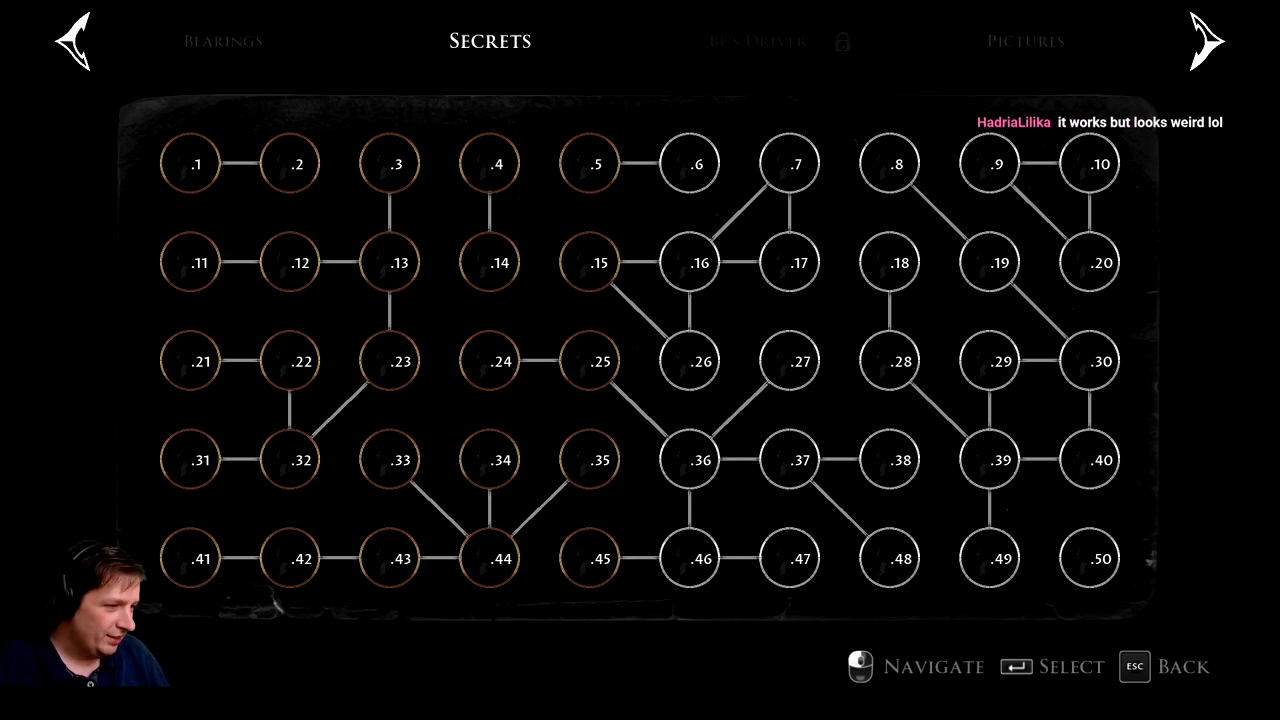 BEARINGS SECRETS BUS DRIVER PICTURES
HadriaLilika it works but looks weird lol
.1 .2 .3 .4 .5 .6 .7 .8 .9 .10
.11 .12 .13 .14 .15 .16 .17 .18 .19 .20
.21 .22 .23 .24 .25 .26 .27 .28 .29 .30
.31 .32 .33 .34 .35 .36 .37 .38 .39 .40
.41 .42 .43 .44 .45 .46 .47 .48 .49 .50
NAVIGATE SELECT ESC BACK